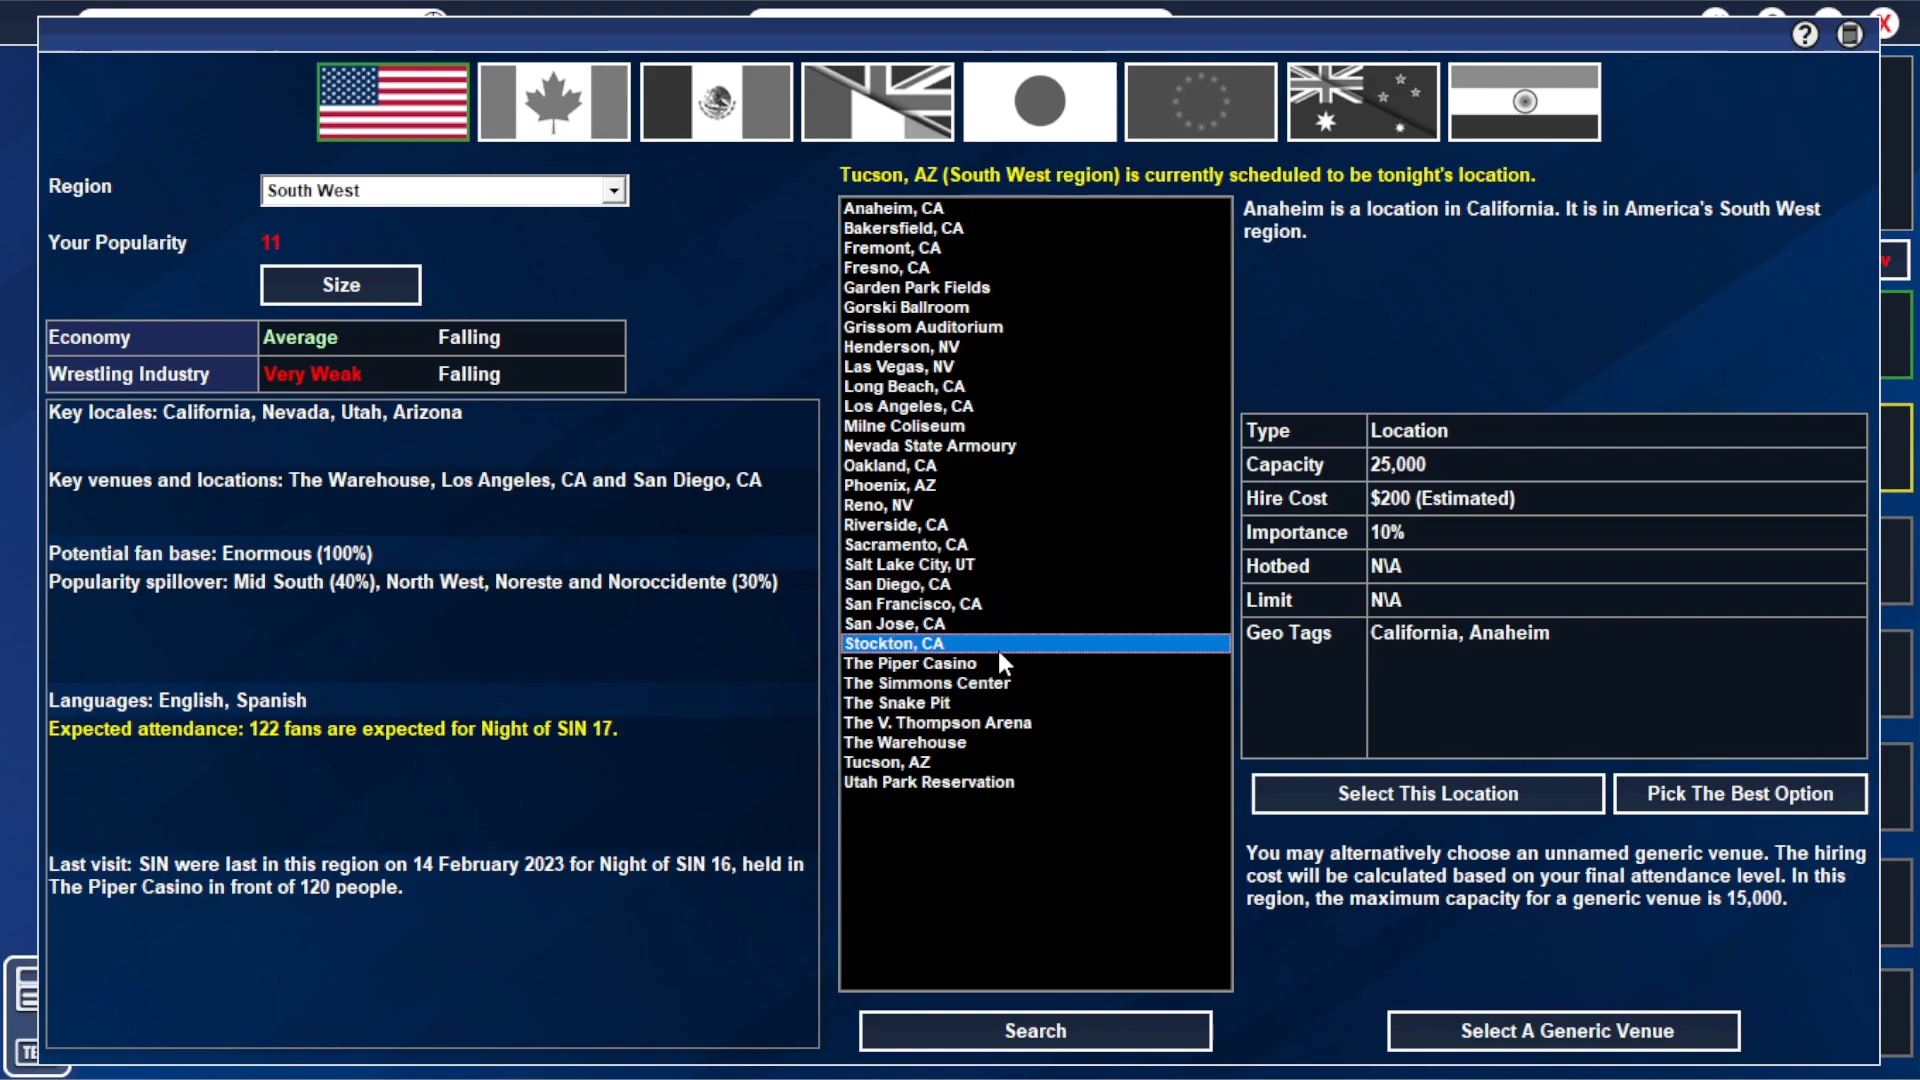 X
?
Region
South West
Your Popularity
11
Size
Economy
Average
Falling
Wrestling Industry
Very Weak
Falling
Key locales: California, Nevada, Utah, Arizona
Key venues and locations: The Warehouse, Los Angeles, CA and San Diego, CA
Potential fan base: Enormous (100%)
Popularity spillover: Mid South (40%), North West, Noreste and Noroccidente (30%)
Languages: English, Spanish
Expected attendance: 122 fans are expected for Night of SIN 17.
Last visit: SIN were last in this region on 14 February 2023 for Night of SIN 16, held in
The Piper Casino in front of 120 people.
Tucson, AZ (South West region) is currently scheduled to be tonight's location.
Anaheim, CA
Bakersfield, CA
Fremont, CA
Fresno, CA
Garden Park Fields
Gorski Ballroom
Grissom Auditorium
Henderson, NV
Las Vegas, NV
Long Beach, CA
Los Angeles, CA
Milne Coliseum
Nevada State Armoury
Oakland, CA
Phoenix, AZ
Reno, NV
Riverside, CA
Sacramento, CA
Salt Lake City, UT
San Diego, CA
San Francisco, CA
San Jose, CA
Stockton, CA
The Piper Casino
The Simmons Center
The Snake Pit
The V. Thompson Arena
The Warehouse
Tucson, AZ
Utah Park Reservation
Search
Anaheim is a location in California. It is in America's South West
region.
Type
Location
Capacity
25,000
Hire Cost
$200 (Estimated)
Importance
10%
Hotbed
N\A
Limit
N\A
Geo Tags
California, Anaheim
Select This Location
Pick The Best Option
You may alternatively choose an unnamed generic venue. The hiring
cost will be calculated based on your final attendance level. In this
region, the maximum capacity for a generic venue is 15,000.
Select A Generic Venue